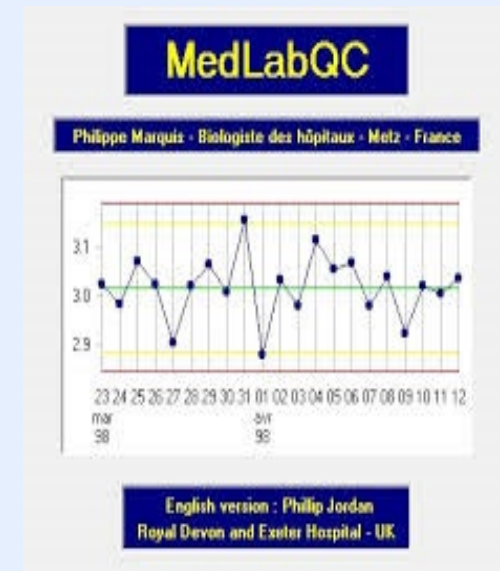 MedLabQC
Philippe Marquis - Biologiste des hôpitaux - Metz - France
3.1
3.0
2.9
23 24 25 26 27 28 29 30 31 01 02 03 04 05 06 07 08 09 10 11 12
mar avr
98 98
English version : Phillip Jordan
Royal Devon and Exeter Hospital - UK